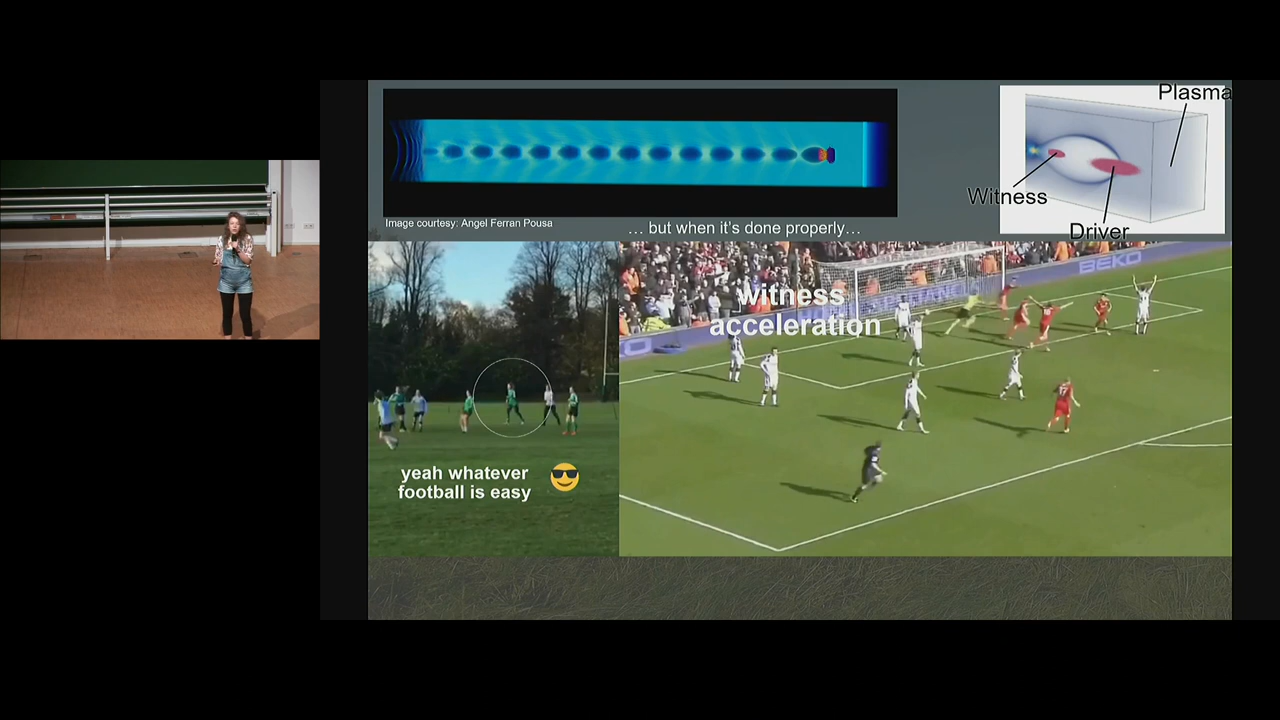 Plasma
Witness
Driver
Image courtesy: Angel Ferran Pousa
… but when it's done properly…
BEKO
witness
acceleration
yeah whatever
football is easy